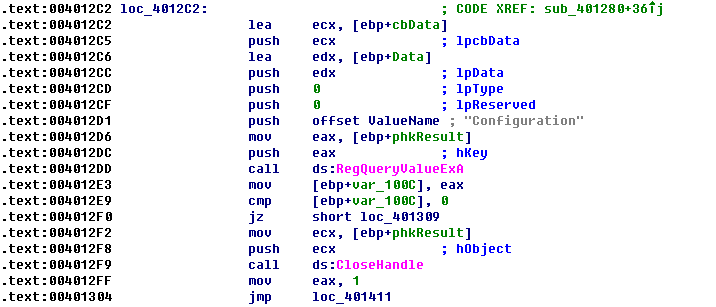 .text:004012C2 loc_4012C2: ; CODE XREF: sub_401280+36↑j
.text:004012C2 lea ecx, [ebp+cbData]
.text:004012C5 push ecx ; lpcbData
.text:004012C6 lea edx, [ebp+Data]
.text:004012CC push edx ; lpData
.text:004012CD push 0 ; lpType
.text:004012CF push 0 ; lpReserved
.text:004012D1 push offset ValueName ; "Configuration"
.text:004012D6 mov eax, [ebp+phkResult]
.text:004012DC push eax ; hKey
.text:004012DD call ds:RegQueryValueExA
.text:004012E3 mov [ebp+var_100C], eax
.text:004012E9 cmp [ebp+var_100C], 0
.text:004012F0 jz short loc_401309
.text:004012F2 mov ecx, [ebp+phkResult]
.text:004012F8 push ecx ; hObject
.text:004012F9 call ds:CloseHandle
.text:004012FF mov eax, 1
.text:00401304 jmp loc_401411